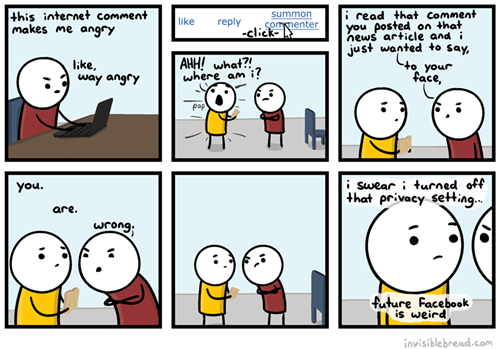 this internet comment
makes me angry
like,
way angry
like reply summon
commenter
-click-
AHH! what?!
where am i?
pop
i read that comment
you posted on that
news article and i
just wanted to say,
to your
face,
you.
are.
wrong;
i swear i turned off
that privacy setting...
future Facebook
is weird
invisiblebread.com